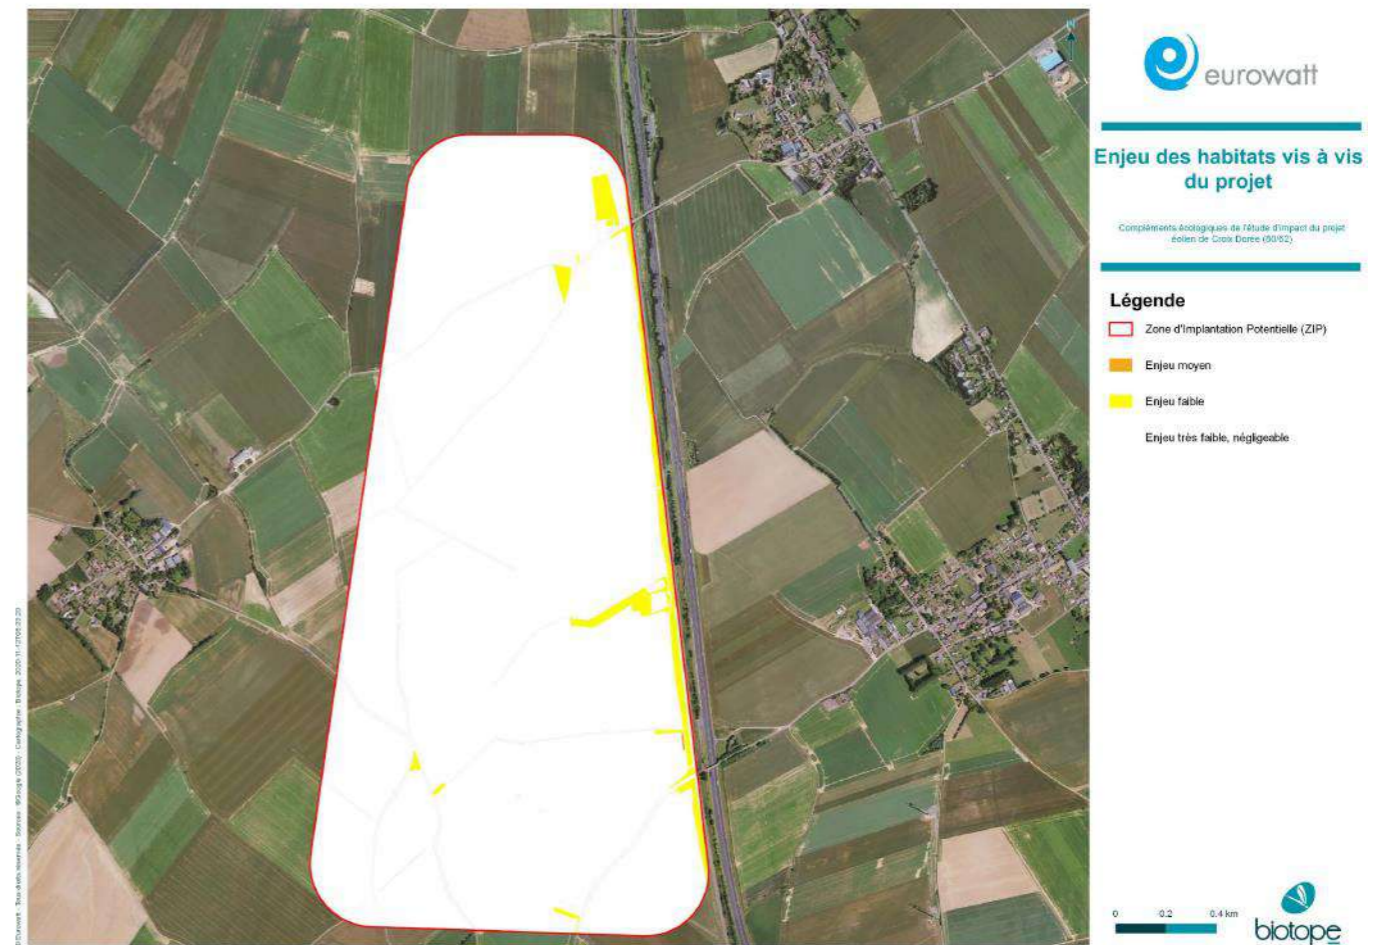 N
eurowatt
Enjeu des habitats vis à vis
du projet
Compléments écologiques de l'étude d'impact du projet
éolien de Croix Dorée (80/62)
Légende
Zone d'Implantation Potentielle (ZIP)
Enjeu moyen
Enjeu faible
Enjeu très faible, négligeable
0 0.2 0.4 km
biotope